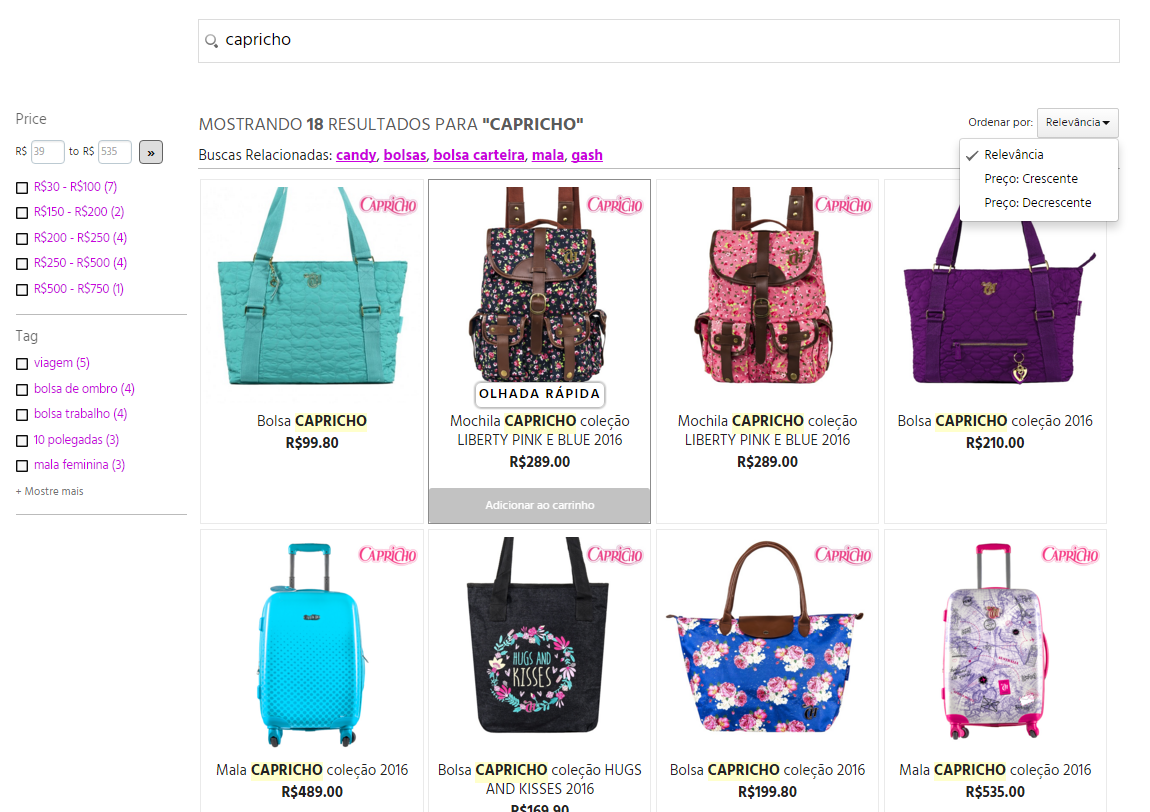 capricho
Price
R$ 39 to R$ 535 »
R$30 - R$100 (7)
R$150 - R$200 (2)
R$200 - R$250 (4)
R$250 - R$500 (4)
R$500 - R$750 (1)
Tag
viagem (5)
bolsa de ombro (4)
bolsa trabalho (4)
10 polegadas (3)
mala feminina (3)
+ Mostre mais
MOSTRANDO 18 RESULTADOS PARA "CAPRICHO"
Ordenar por: Relevância
Relevância
Preço: Crescente
Preço: Decrescente
Buscas Relacionadas: candy, bolsas, bolsa carteira, mala, gash
CAPRICHO
Bolsa CAPRICHO
R$99.80
CAPRICHO
OLHADA RÁPIDA
Mochila CAPRICHO coleção
LIBERTY PINK E BLUE 2016
R$289.00
Adicionar ao carrinho
CAPRICHO
Mochila CAPRICHO coleção
LIBERTY PINK E BLUE 2016
R$289.00
Bolsa CAPRICHO coleção 2016
R$210.00
CAPRICHO
Mala CAPRICHO coleção 2016
R$489.00
CAPRICHO
HUGS AND
KISSES
Bolsa CAPRICHO coleção HUGS
AND KISSES 2016
R$169.90
CAPRICHO
Bolsa CAPRICHO coleção 2016
R$199.80
CAPRICHO
Mala CAPRICHO coleção 2016
R$535.00